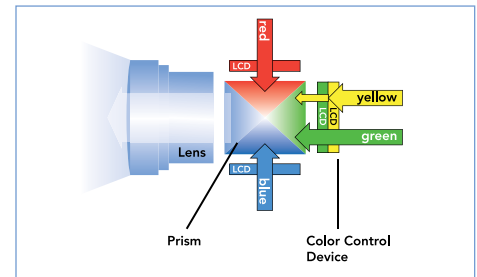 red
LCD
yellow
LCD
LCD
green
Lens
LCD
blue
Prism
Color Control
Device